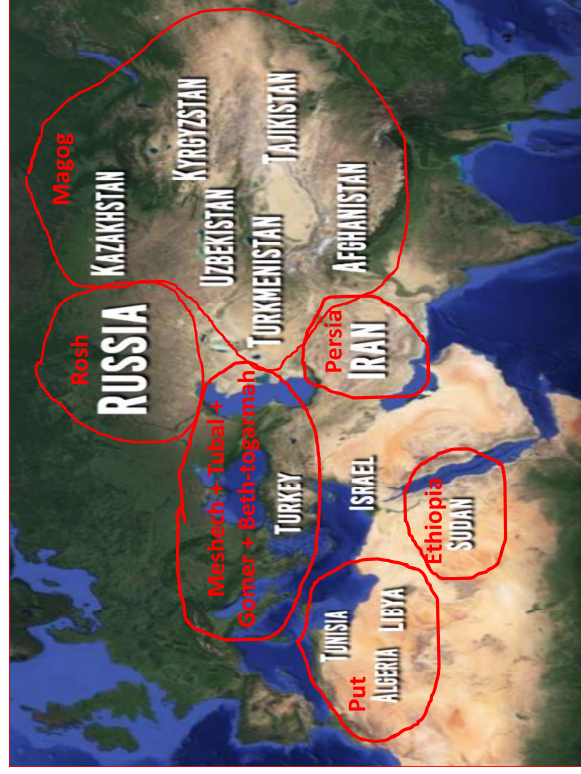 Magog
KAZAKHSTAN
KYRGYZSTAN
UZBEKISTAN
TAJIKISTAN
TURKMENISTAN
AFGHANISTAN
Rosh
RUSSIA
Persia
IRAN
Meshech + Tubal +
Gomer + Beth-togarmah
TURKEY
ISRAEL
Ethiopia
SUDAN
Put
TUNISIA
ALGERIA
LIBYA